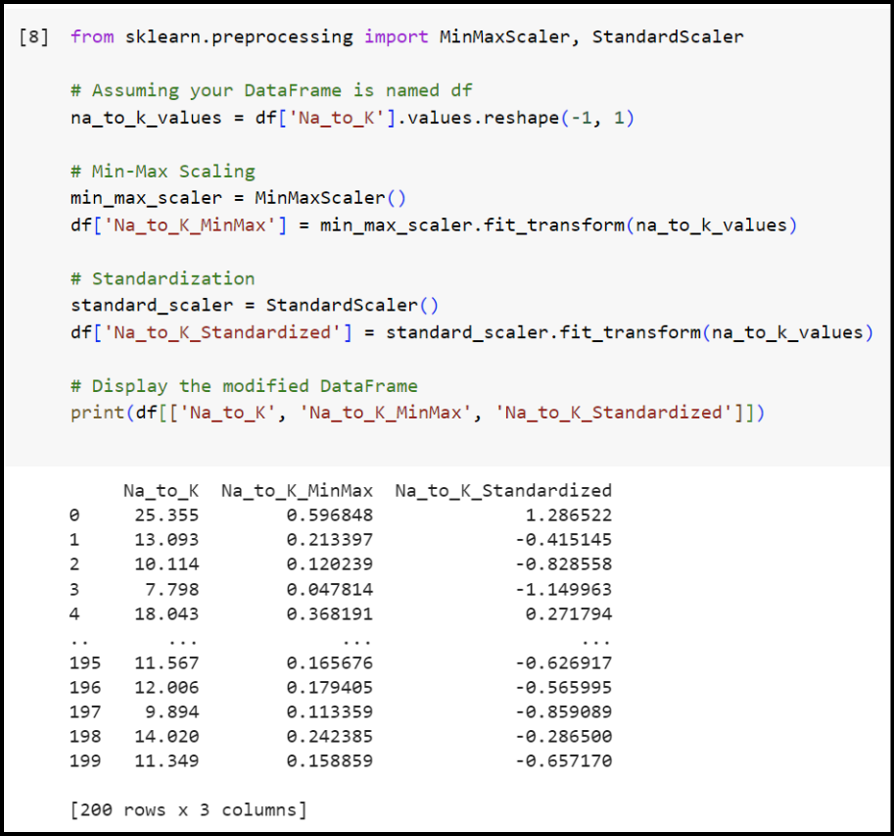 [8] from sklearn.preprocessing import MinMaxScaler, StandardScaler
# Assuming your DataFrame is named df
na_to_k_values = df['Na_to_K'].values.reshape(-1, 1)
# Min-Max Scaling
min_max_scaler = MinMaxScaler()
df['Na_to_K_MinMax'] = min_max_scaler.fit_transform(na_to_k_values)
# Standardization
standard_scaler = StandardScaler()
df['Na_to_K_Standardized'] = standard_scaler.fit_transform(na_to_k_values)
# Display the modified DataFrame
print(df[['Na_to_K', 'Na_to_K_MinMax', 'Na_to_K_Standardized']])
Na_to_K Na_to_K_MinMax Na_to_K_Standardized
0 25.355 0.596848 1.286522
1 13.093 0.213397 -0.415145
2 10.114 0.120239 -0.828558
3 7.798 0.047814 -1.149963
4 18.043 0.368191 0.271794
.. ... ... ...
195 11.567 0.165676 -0.626917
196 12.006 0.179405 -0.565995
197 9.894 0.113359 -0.859089
198 14.020 0.242385 -0.286500
199 11.349 0.158859 -0.657170
[200 rows x 3 columns]